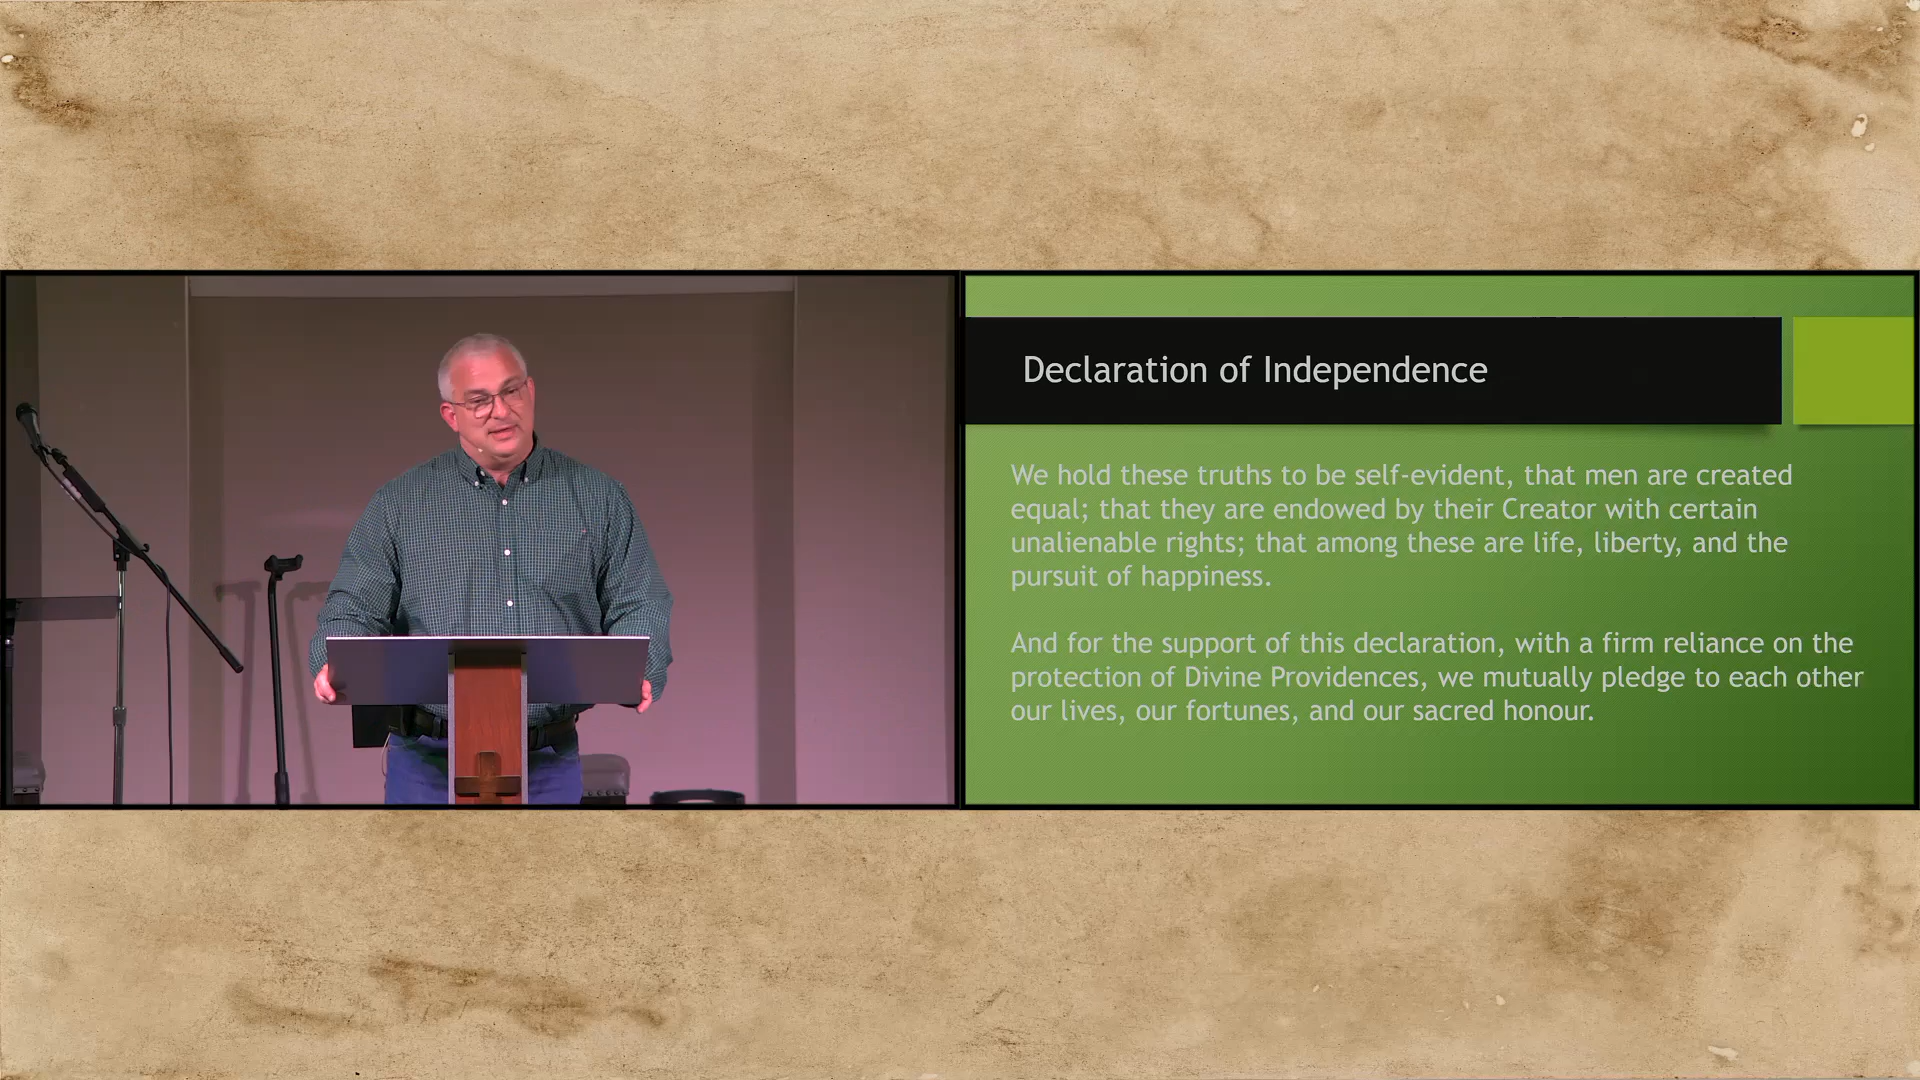 Declaration of Independence
We hold these truths to be self-evident, that men are created
equal; that they are endowed by their Creator with certain
unalienable rights; that among these are life, liberty, and the
pursuit of happiness.
And for the support of this declaration, with a firm reliance on the
protection of Divine Providences, we mutually pledge to each other
our lives, our fortunes, and our sacred honour.